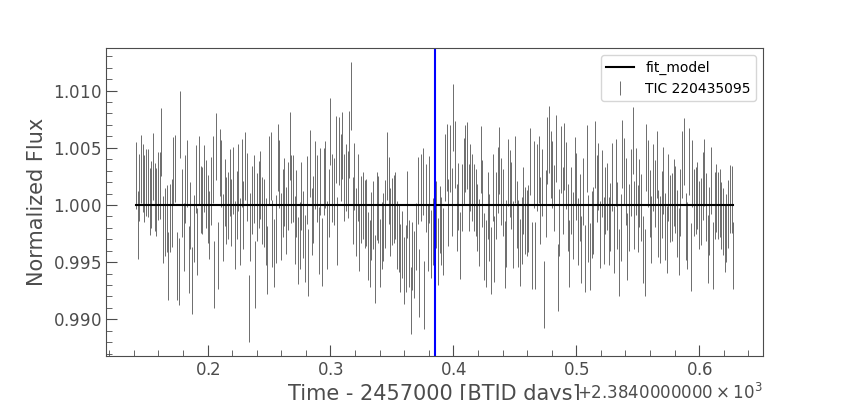 fit_model
TIC 220435095
1.010
1.005
1.000
0.995
0.990
Normalized Flux
0.2 0.3 0.4 0.5 0.6
Time - 2457000 [BTJD days]
+2.3840000000 × 10³